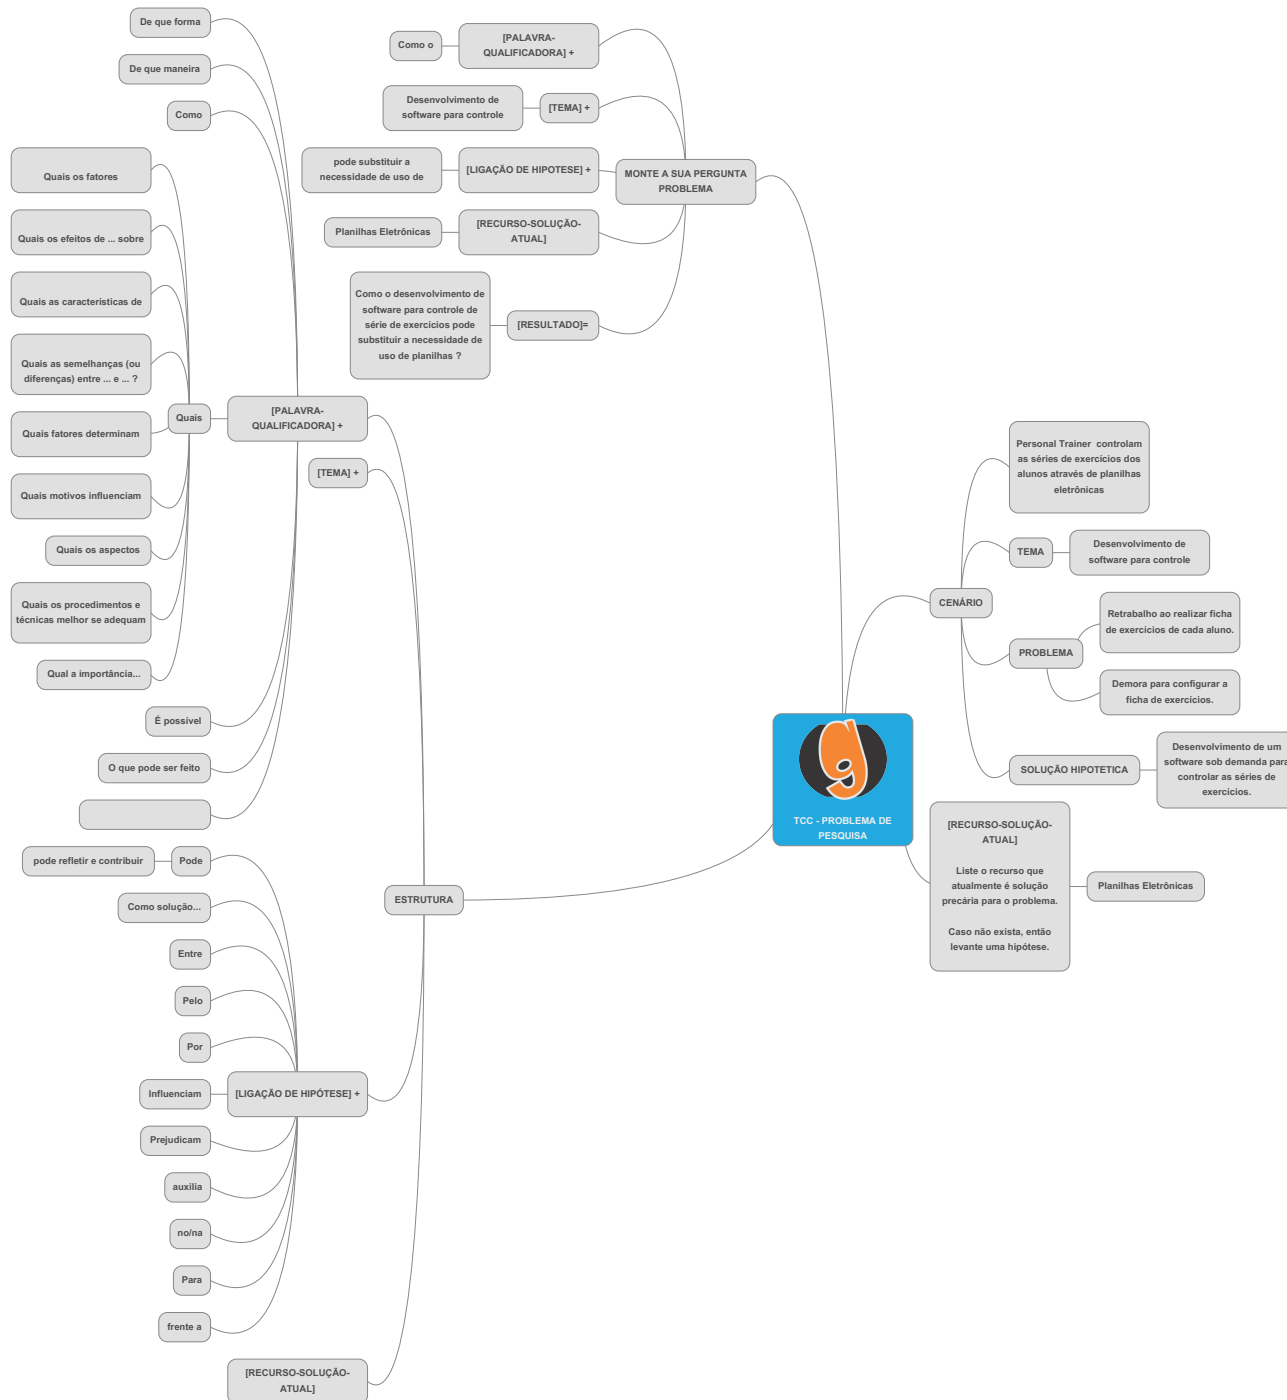 De que forma
De que maneira
Como
Quais os fatores
Quais os efeitos de ... sobre
Quais as características de
Quais as semelhanças (ou
diferenças) entre ... e ... ?
Quais fatores determinam
Quais motivos influenciam
Quais os aspectos
Quais os procedimentos e
técnicas melhor se adequam
Qual a importância...
Quais
[PALAVRA-
QUALIFICADORA] +
[TEMA] +
É possível
O que pode ser feito
pode refletir e contribuir
Pode
Como solução...
Entre
Pelo
Por
Influenciam
Prejudicam
auxilia
no/na
Para
frente a
[LIGAÇÃO DE HIPÓTESE] +
[RECURSO-SOLUÇÃO-
ATUAL]
ESTRUTURA
Como o
[PALAVRA-
QUALIFICADORA] +
Desenvolvimento de
software para controle
[TEMA] +
pode substituir a
necessidade de uso de
[LIGAÇÃO DE HIPOTESE] +
Planilhas Eletrônicas
[RECURSO-SOLUÇÃO-
ATUAL]
Como o desenvolvimento de
software para controle de
série de exercícios pode
substituir a necessidade de
uso de planilhas ?
[RESULTADO]=
MONTE A SUA PERGUNTA
PROBLEMA
TCC - PROBLEMA DE
PESQUISA
CENÁRIO
Personal Trainer controlam
as séries de exercícios dos
alunos através de planilhas
eletrônicas
TEMA
Desenvolvimento de
software para controle
PROBLEMA
Retrabalho ao realizar ficha
de exercícios de cada aluno.
Demora para configurar a
ficha de exercícios.
SOLUÇÃO HIPOTETICA
Desenvolvimento de um
software sob demanda para
controlar as séries de
exercícios.
[RECURSO-SOLUÇÃO-
ATUAL]
Liste o recurso que
atualmente é solução
precária para o problema.
Caso não exista, então
levante uma hipótese.
Planilhas Eletrônicas